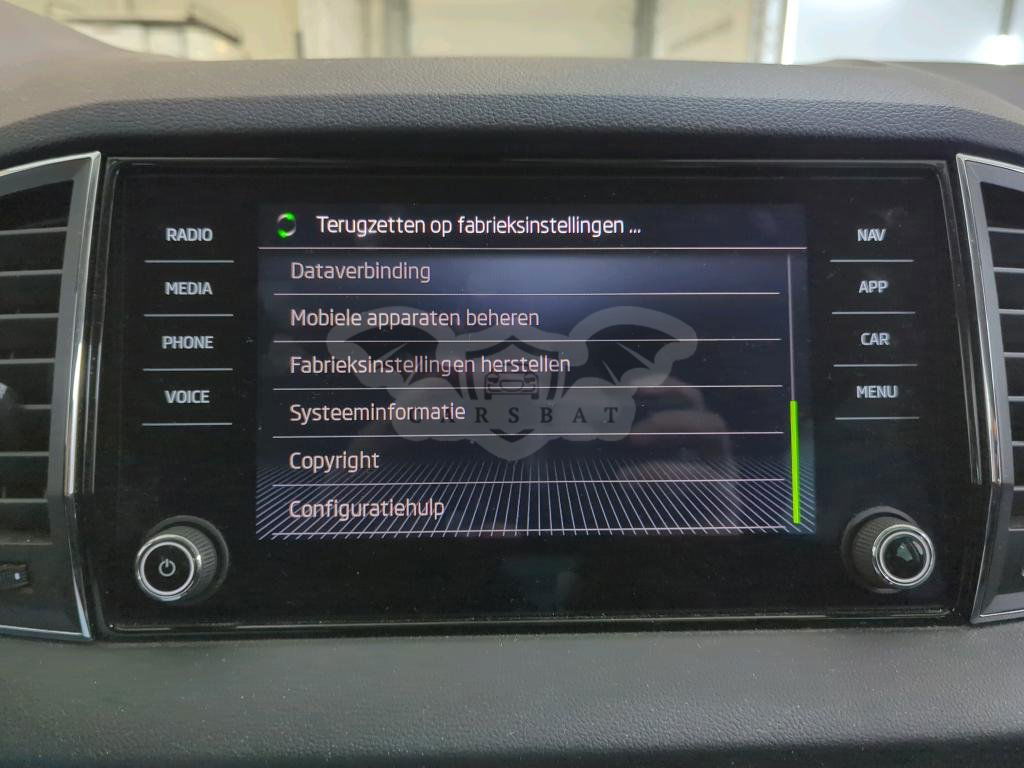 Terugzetten op fabrieksinstellingen ...
RADIO
MEDIA
PHONE
VOICE
Dataverbinding
Mobiele apparaten beheren
Fabrieksinstellingen herstellen
Systeeminformatie
CARSBAT
Copyright
Configuratiehulp
NAV
APP
CAR
MENU